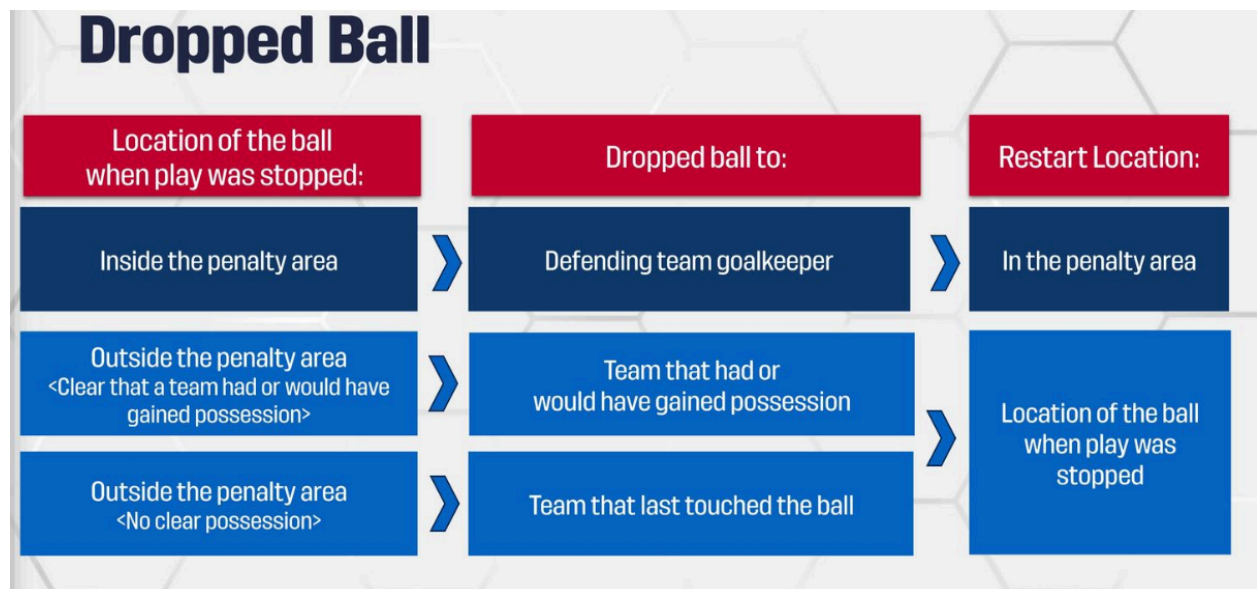 Dropped Ball
Location of the ball
when play was stopped:
Dropped ball to:
Restart Location:
Inside the penalty area
Defending team goalkeeper
In the penalty area
Outside the penalty area
<Clear that a team had or would have
gained possession>
Team that had or
would have gained possession
Location of the ball
when play was
stopped
Outside the penalty area
<No clear possession>
Team that last touched the ball